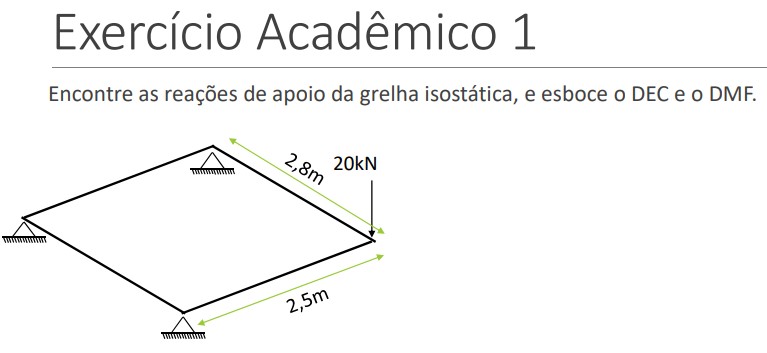 Exercício Acadêmico 1
Encontre as reações de apoio da grelha isostática, e esboce o DEC e o DMF.
2,8m
20kN
2,5m